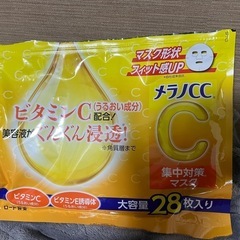 マスク形状
フィット感UP
メラノCC
ビタミンC(うるおい成分)
配合!
美容液がぐんぐん浸透!
※角質層まで
C
集中対策
マスク
ビタミンC
ビタミンE誘導体
ロート製薬
大容量28枚入り